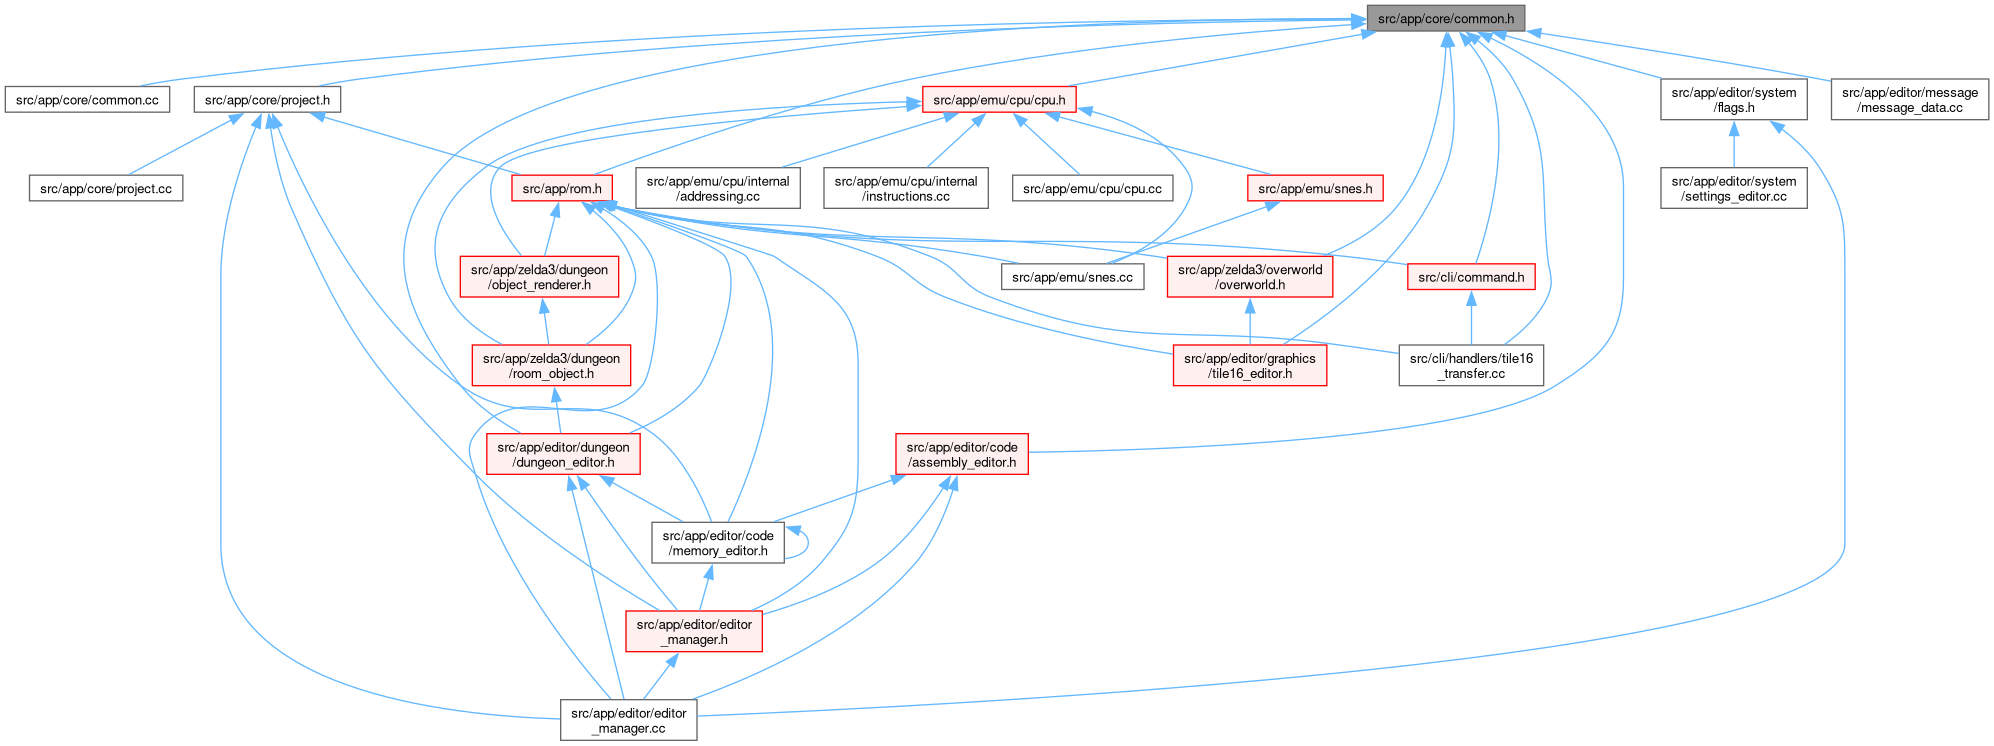 src/app/core/common.h
src/app/core/common.cc
src/app/core/project.h
src/app/emu/cpu/cpu.h
src/app/editor/system
/flags.h
src/app/editor/message
/message_data.cc
src/app/core/project.cc
src/app/rom.h
src/app/emu/cpu/internal
/addressing.cc
src/app/emu/cpu/internal
/instructions.cc
src/app/emu/cpu/cpu.cc
src/app/emu/snes.h
src/app/editor/system
/settings_editor.cc
src/app/zelda3/dungeon
/object_renderer.h
src/app/emu/snes.cc
src/app/zelda3/overworld
/overworld.h
src/cli/command.h
src/app/zelda3/dungeon
/room_object.h
src/app/editor/graphics
/tile16_editor.h
src/cli/handlers/tile16
_transfer.cc
src/app/editor/dungeon
/dungeon_editor.h
src/app/editor/code
/assembly_editor.h
src/app/editor/code
/memory_editor.h
src/app/editor/editor
_manager.h
src/app/editor/editor
_manager.cc